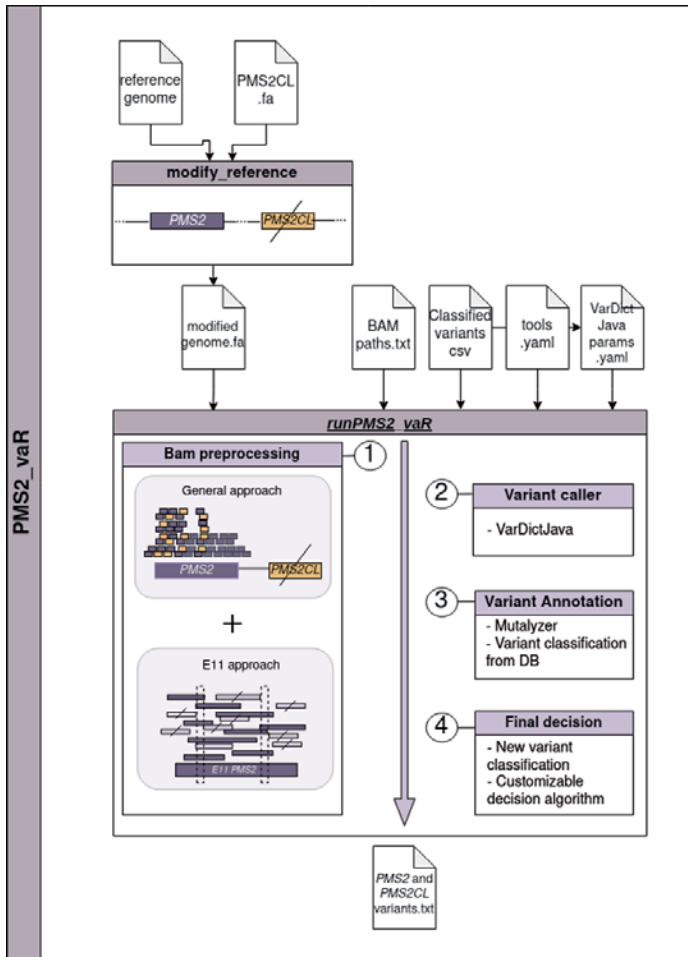 PMS2_vaR
reference
genome
PMS2CL
.fa
modify_reference
PMS2
PMS2CL
modified
genome.fa
BAM
paths.txt
Classified
variants
csv
tools
.yaml
VarDict
Java
params
.yaml
runPMS2_vaR
Bam preprocessing
1
General approach
PMS2
PMS2CL
+
E11 approach
E11 PMS2
2
Variant caller
- VarDictJava
3
Variant Annotation
- Mutalyzer
- Variant classification
from DB
4
Final decision
- New variant
classification
- Customizable
decision algorithm
PMS2 and
PMS2CL
variants.txt